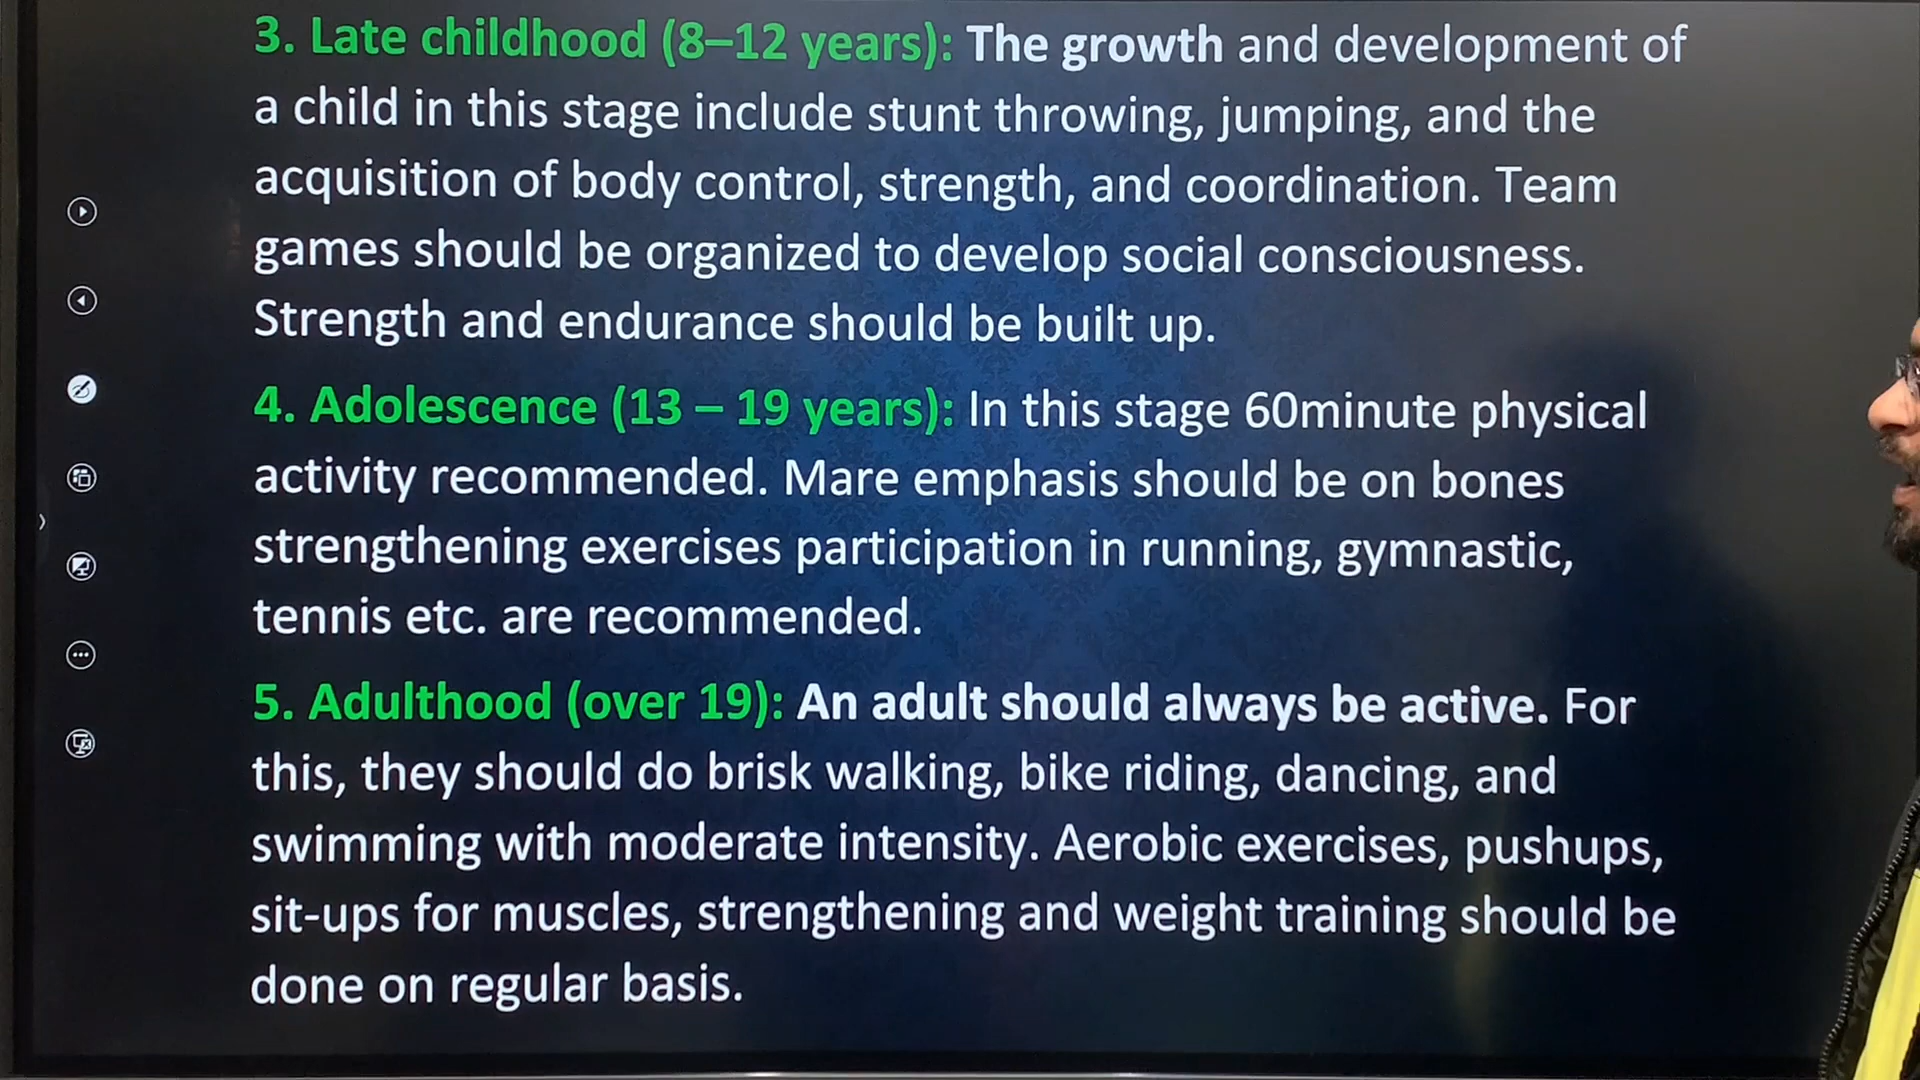 3. Late childhood (8–12 years): The growth and development of
a child in this stage include stunt throwing, jumping, and the
acquisition of body control, strength, and coordination. Team
games should be organized to develop social consciousness.
Strength and endurance should be built up.
4. Adolescence (13 – 19 years): In this stage 60minute physical
activity recommended. Mare emphasis should be on bones
strengthening exercises participation in running, gymnastic,
tennis etc. are recommended.
5. Adulthood (over 19): An adult should always be active. For
this, they should do brisk walking, bike riding, dancing, and
swimming with moderate intensity. Aerobic exercises, pushups,
sit-ups for muscles, strengthening and weight training should be
done on regular basis.